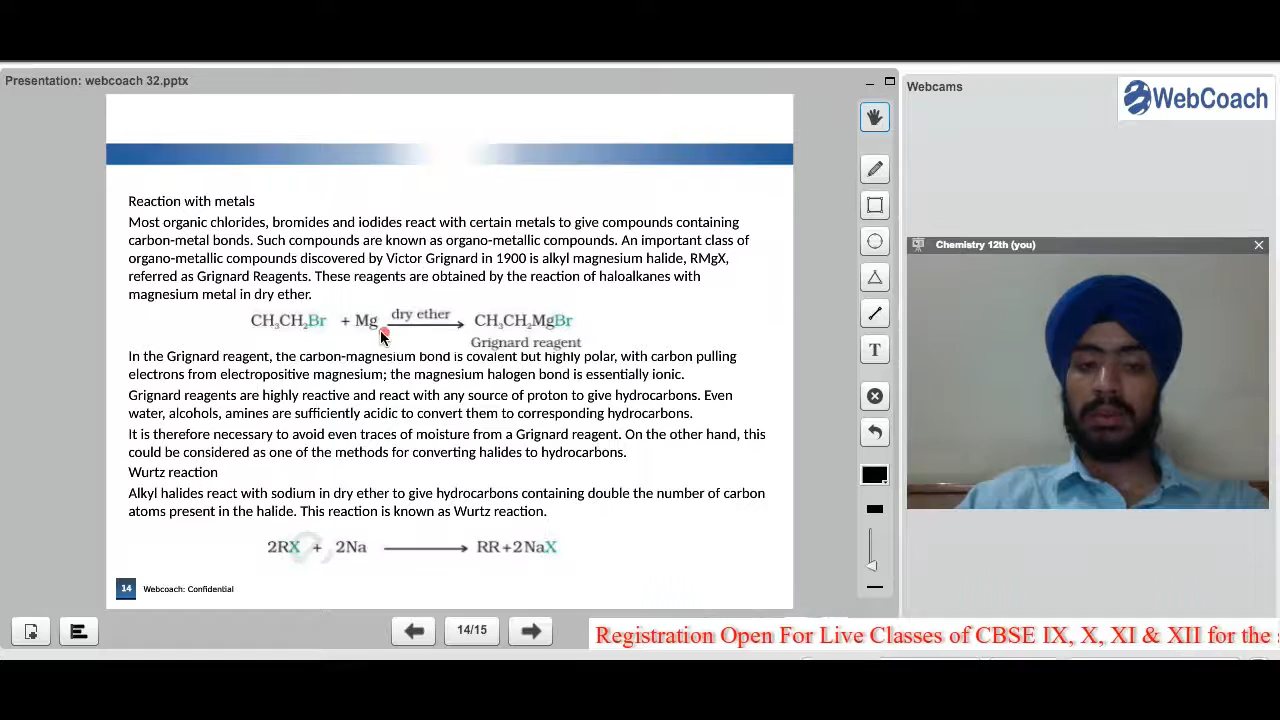 Presentation: webcoach 32.pptx
Webcams
WebCoach
Reaction with metals
Most organic chlorides, bromides and iodides react with certain metals to give compounds containing
carbon-metal bonds. Such compounds are known as organo-metallic compounds. An important class of
organo-metallic compounds discovered by Victor Grignard in 1900 is alkyl magnesium halide, RMgX,
referred as Grignard Reagents. These reagents are obtained by the reaction of haloalkanes with
magnesium metal in dry ether.
CH₃CH₂Br + Mg dry ether → CH₃CH₂MgBr
Grignard reagent
In the Grignard reagent, the carbon-magnesium bond is covalent but highly polar, with carbon pulling
electrons from electropositive magnesium; the magnesium halogen bond is essentially ionic.
Grignard reagents are highly reactive and react with any source of proton to give hydrocarbons. Even
water, alcohols, amines are sufficiently acidic to convert them to corresponding hydrocarbons.
It is therefore necessary to avoid even traces of moisture from a Grignard reagent. On the other hand, this
could be considered as one of the methods for converting halides to hydrocarbons.
Wurtz reaction
Alkyl halides react with sodium in dry ether to give hydrocarbons containing double the number of carbon
atoms present in the halide. This reaction is known as Wurtz reaction.
2RX + 2Na → RR+2NaX
14 Webcoach: Confidential
T
Chemistry 12th (you)
14/15
Registration Open For Live Classes of CBSE IX, X, XI & XII for the